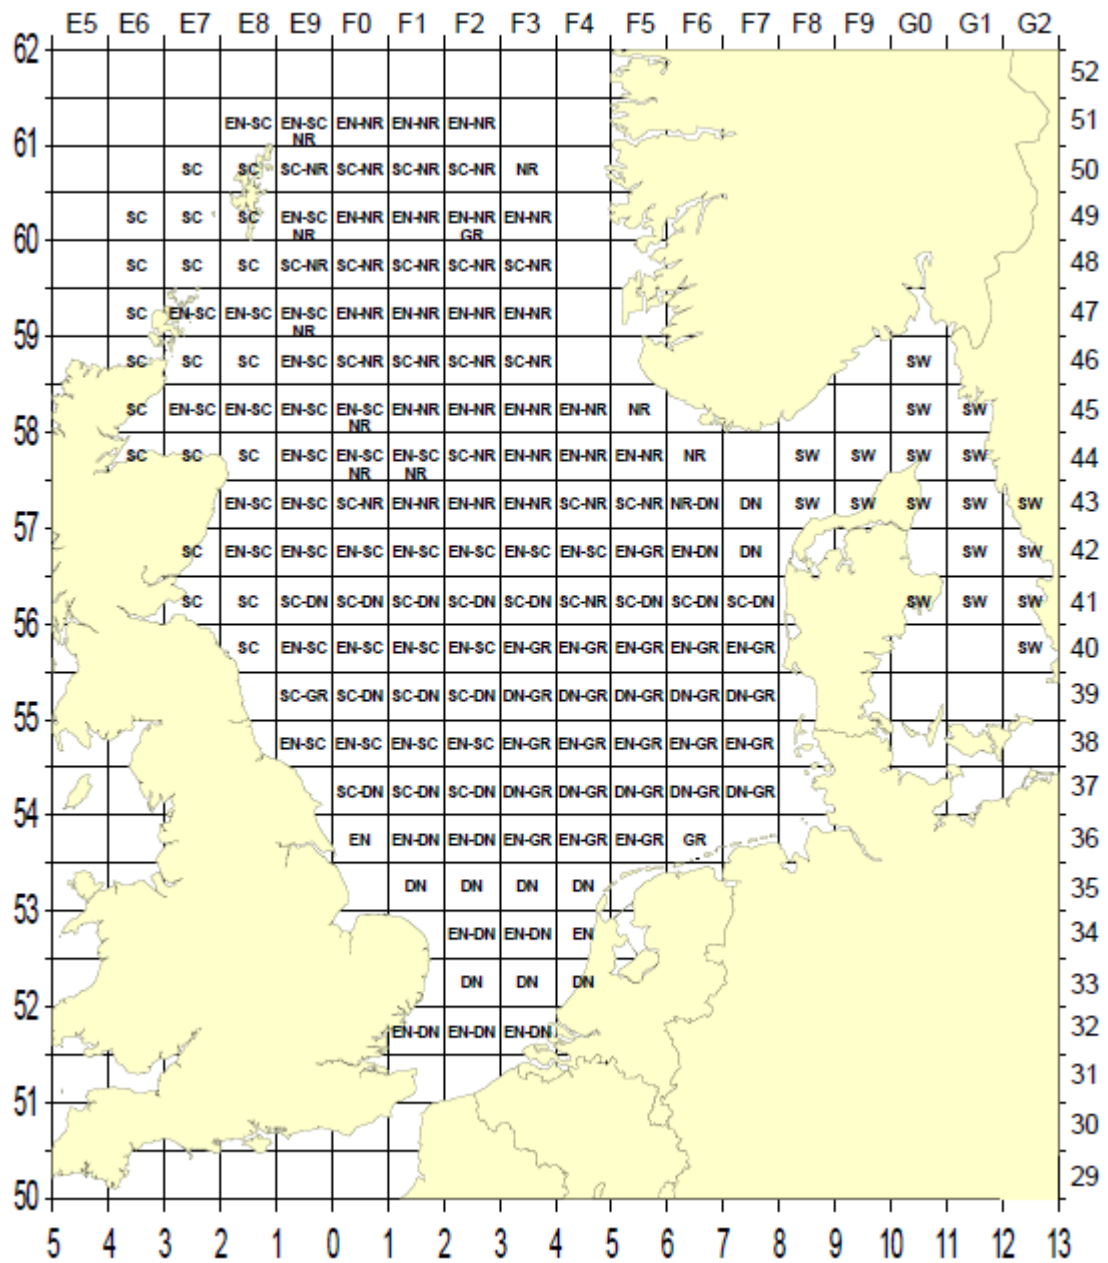 E5 E6 E7 E8 E9 F0 F1 F2 F3 F4 F5 F6 F7 F8 F9 G0 G1 G2
62
52
EN-SC EN-SC EN-NR EN-NR EN-NR 51
NR
61
SC SC SC-NR SC-NR SC-NR SC-NR NR 50
SC SC SC EN-SC EN-NR EN-NR EN-NR EN-NR 49
NR GR
60
SC SC SC SC-NR SC-NR SC-NR SC-NR SC-NR 48
SC EN-SC EN-SC EN-SC EN-NR EN-NR EN-NR EN-NR 47
NR
59
SC SC SC EN-SC SC-NR SC-NR SC-NR SC-NR SW 46
SC EN-SC EN-SC EN-SC EN-SC EN-NR EN-NR EN-NR EN-NR NR SW SW 45
NR
58
SC SC SC EN-SC EN-SC EN-SC SC-NR EN-NR EN-NR EN-NR NR SW SW SW SW 44
NR NR
EN-SC EN-SC SC-NR EN-NR EN-NR EN-NR SC-NR SC-NR NR-DN DN SW SW SW SW SW 43
57
SC EN-SC EN-SC EN-SC EN-SC EN-SC EN-SC EN-SC EN-GR EN-DN DN SW SW 42
SC SC SC-DN SC-DN SC-DN SC-DN SC-DN SC-NR SC-DN SC-DN SC-DN SW SW SW 41
56
SC EN-SC EN-SC EN-SC EN-SC EN-GR EN-GR EN-GR EN-GR EN-GR SW 40
SC-GR SC-DN SC-DN SC-DN DN-GR DN-GR DN-GR DN-GR DN-GR 39
55
EN-SC EN-SC EN-SC EN-SC EN-GR EN-GR EN-GR EN-GR EN-GR 38
SC-DN SC-DN SC-DN DN-GR DN-GR DN-GR DN-GR DN-GR 37
54
EN EN-DN EN-DN EN-GR EN-GR EN-GR GR 36
DN DN DN DN 35
53
EN-DN EN-DN EN 34
DN DN DN 33
52
EN-DN EN-DN EN-DN 32
31
51
30
29
50
5 4 3 2 1 0 1 2 3 4 5 6 7 8 9 10 11 12 13